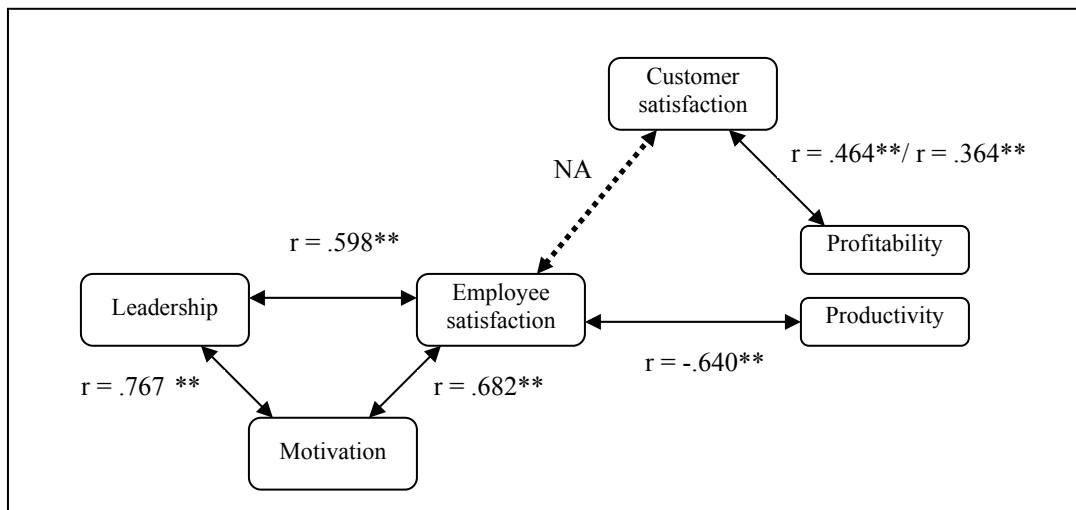 Customer
satisfaction
r = .464**/ r = .364**
NA
Profitability
r = .598**
Leadership
Employee
satisfaction
Productivity
r = -.640**
r = .767 **
r = .682**
Motivation